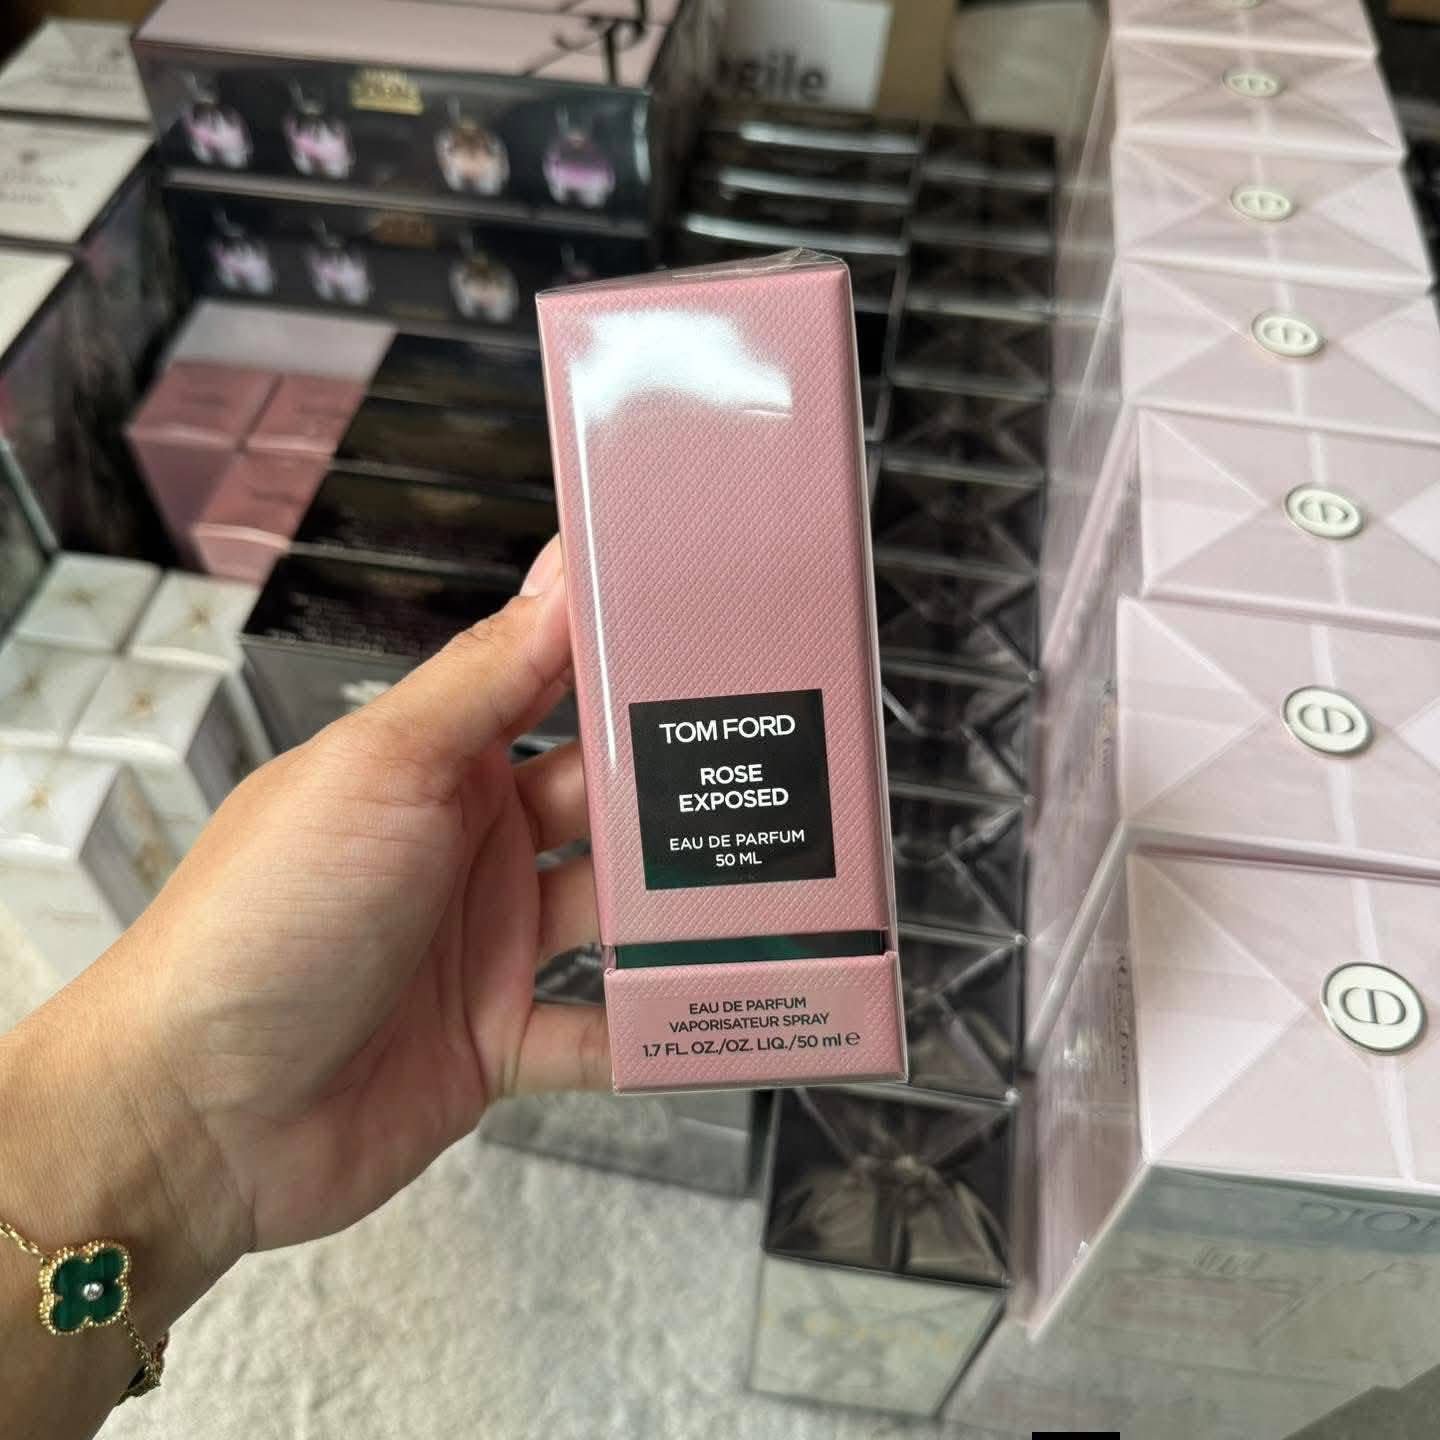 TOM FORD
ROSE
EXPOSED
EAU DE PARFUM
50 ML
EAU DE PARFUM
VAPORISATEUR SPRAY
1.7 FL. OZ./OZ. LIQ./50 ml ℮